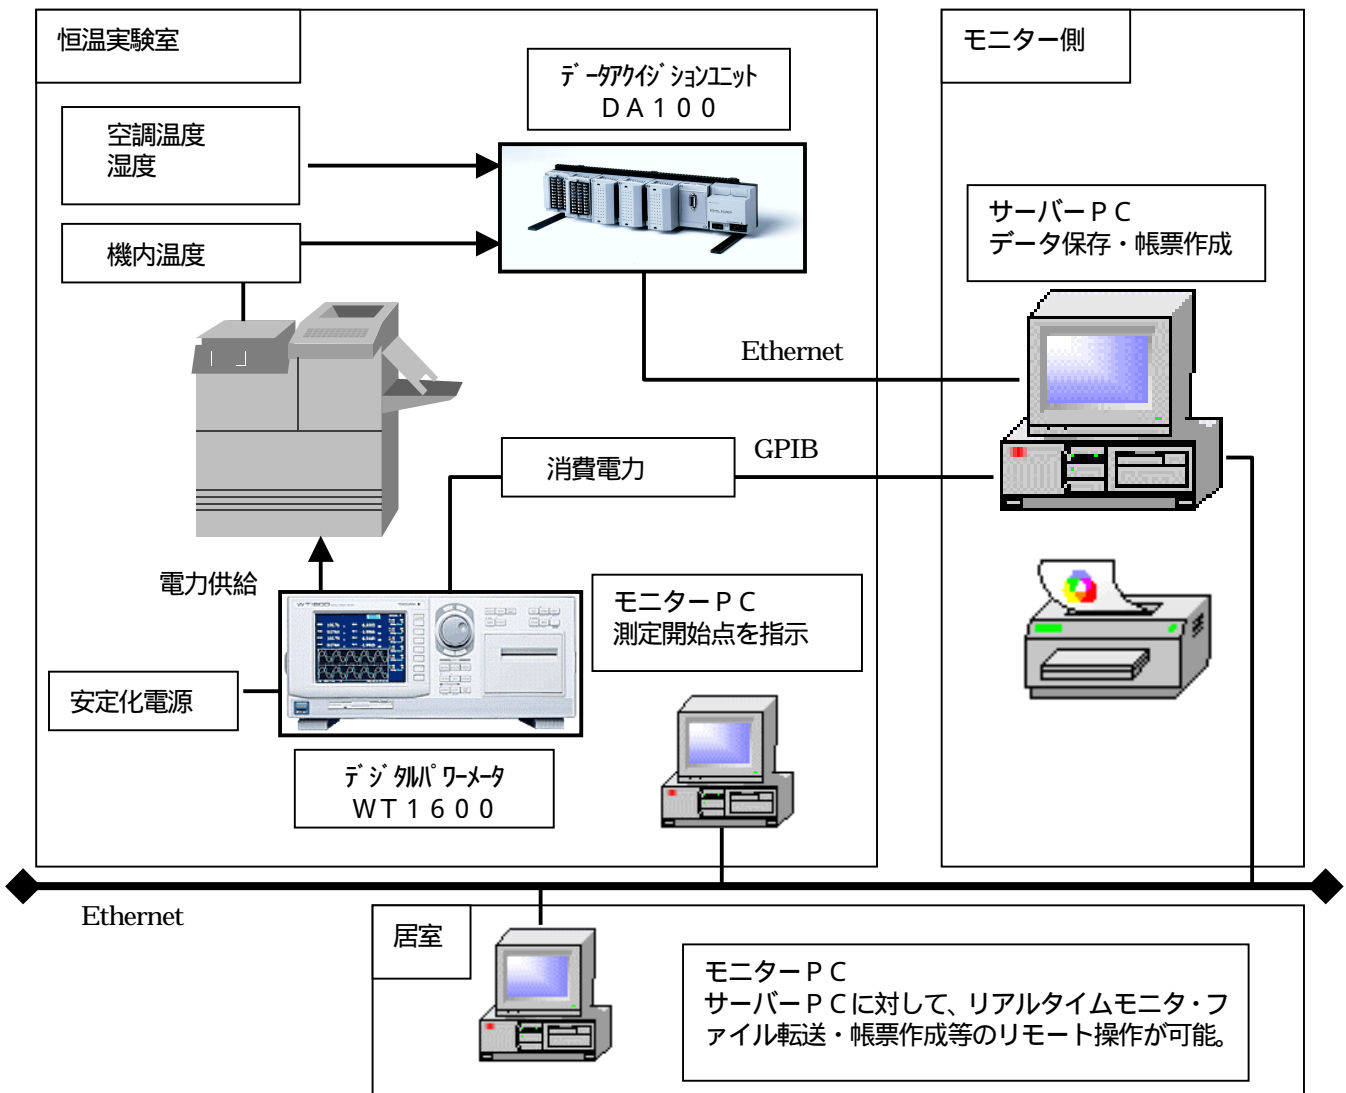 恒温実験室
モニター側
データアクイジションユニット
ＤＡ１００
空調温度
湿度
サーバーＰＣ
データ保存・帳票作成
機内温度
Ethernet
GPIB
消費電力
電力供給
モニターＰＣ
測定開始点を指示
WT1600
安定化電源
デジタルパワーメータ
ＷＴ１６００
Ethernet
居室
モニターＰＣ
サーバーＰＣに対して、リアルタイムモニタ・フ
ァイル転送・帳票作成等のリモート操作が可能。